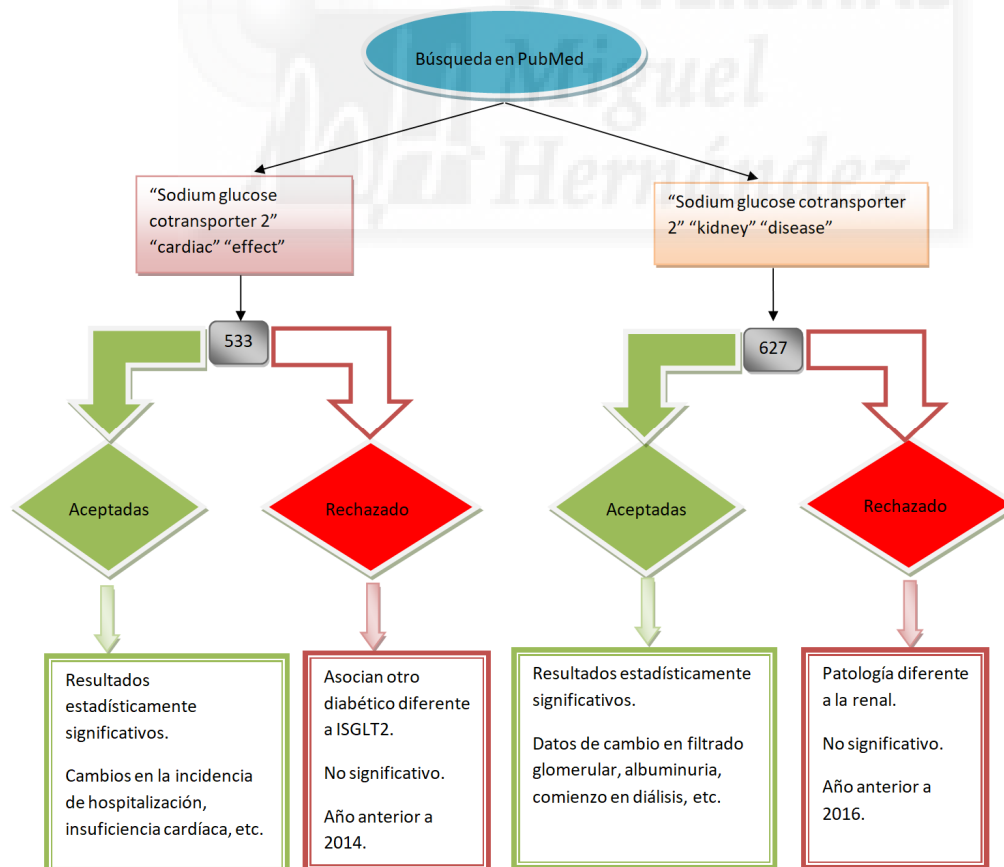 UNIVERSITAS
Miguel
Hernández
Búsqueda en PubMed
“Sodium glucose
cotransporter 2”
“cardiac” “effect”
“Sodium glucose cotransporter
2” “kidney” “disease”
533
627
Aceptadas
Rechazado
Aceptadas
Rechazado
Resultados
estadísticamente
significativos.
Cambios en la incidencia
de hospitalización,
insuficiencia cardíaca, etc.
Asocian otro
diabético diferente
a ISGLT2.
No significativo.
Año anterior a
2014.
Resultados estadísticamente
significativos.
Datos de cambio en filtrado
glomerular, albuminuria,
comienzo en diálisis, etc.
Patología diferente
a la renal.
No significativo.
Año anterior a
2016.